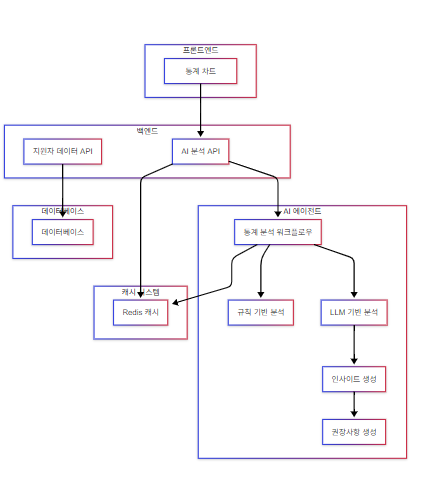 프론트엔드
통계 차트
백엔드
지원자 데이터 API
AI 분석 API
데이터베이스
데이터베이스
AI 에이전트
통계 분석 워크플로우
캐시 시스템
Redis 캐시
규칙 기반 분석
LLM 기반 분석
인사이트 생성
권장사항 생성